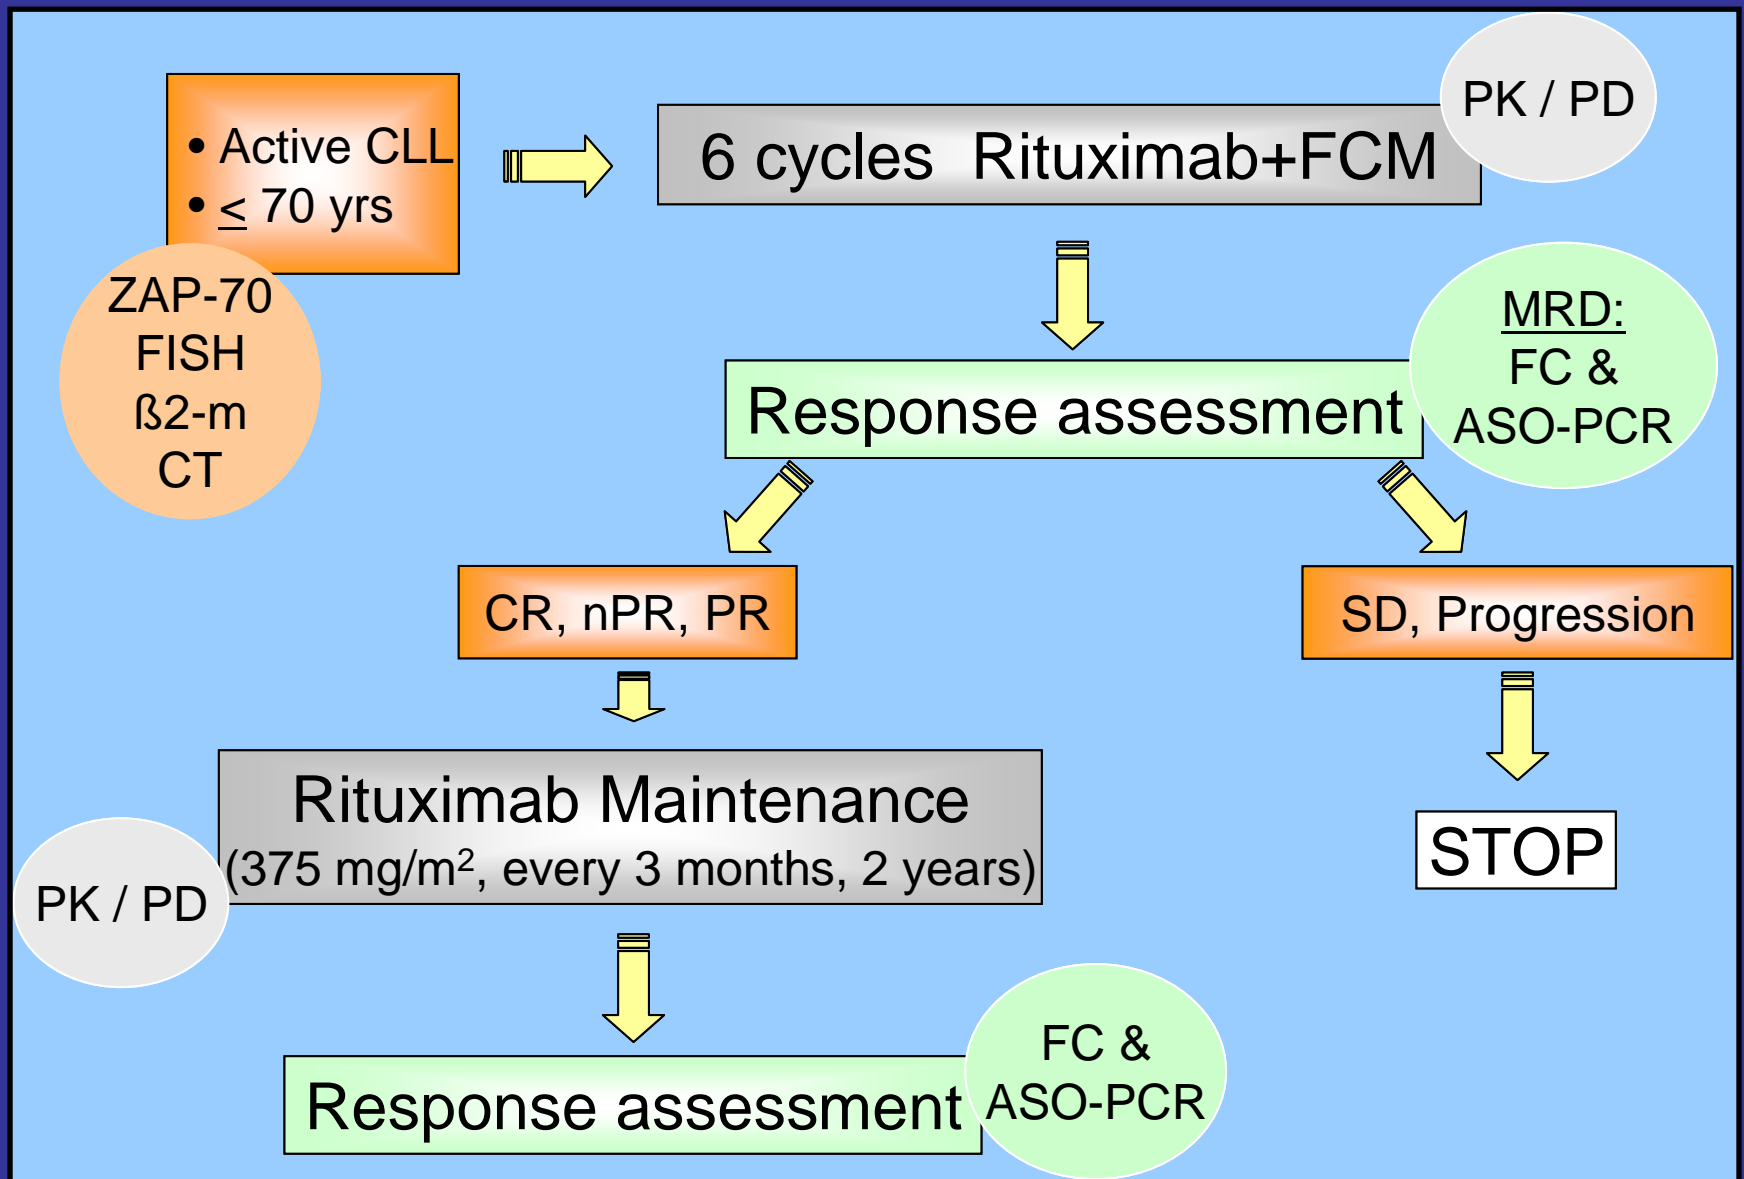 • Active CLL
• ≤ 70 yrs
ZAP-70
FISH
ß2-m
CT
6 cycles Rituximab+FCM
PK / PD
Response assessment
MRD:
FC &
ASO-PCR
CR, nPR, PR
SD, Progression
Rituximab Maintenance
(375 mg/m², every 3 months, 2 years)
PK / PD
STOP
Response assessment
FC &
ASO-PCR